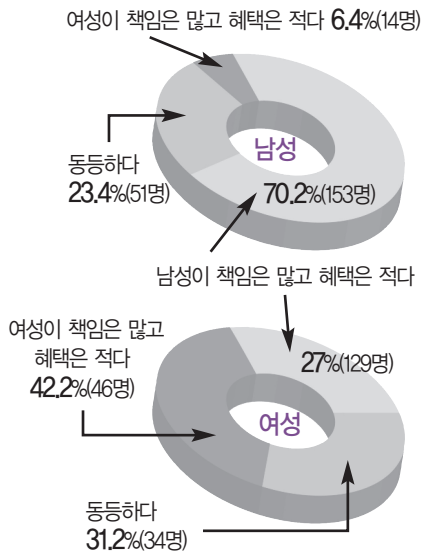 여성이 책임은 많고 혜택은 적다 6.4%(14명)
남성
동등하다
23.4%(51명)
70.2%(153명)
남성이 책임은 많고 혜택은 적다
여성이 책임은 많고
혜택은 적다
42.2%(46명)
27%(129명)
여성
동등하다
31.2%(34명)